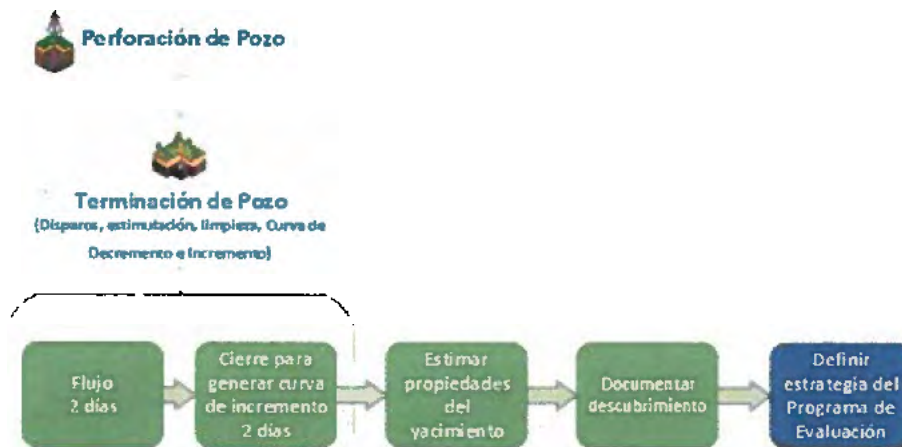 Perforación de Pozo
Terminación de Pozo
(Disparos, estimulación, limpieza, Curva de
Decremento e Incremento)
Flujo
2 días
Cierre para
generar curva
de incremento
2 días
Estimar
propiedades
del
yacimiento
Documentar
descubrimiento
Definir
estrategia del
Programa de
Evaluación